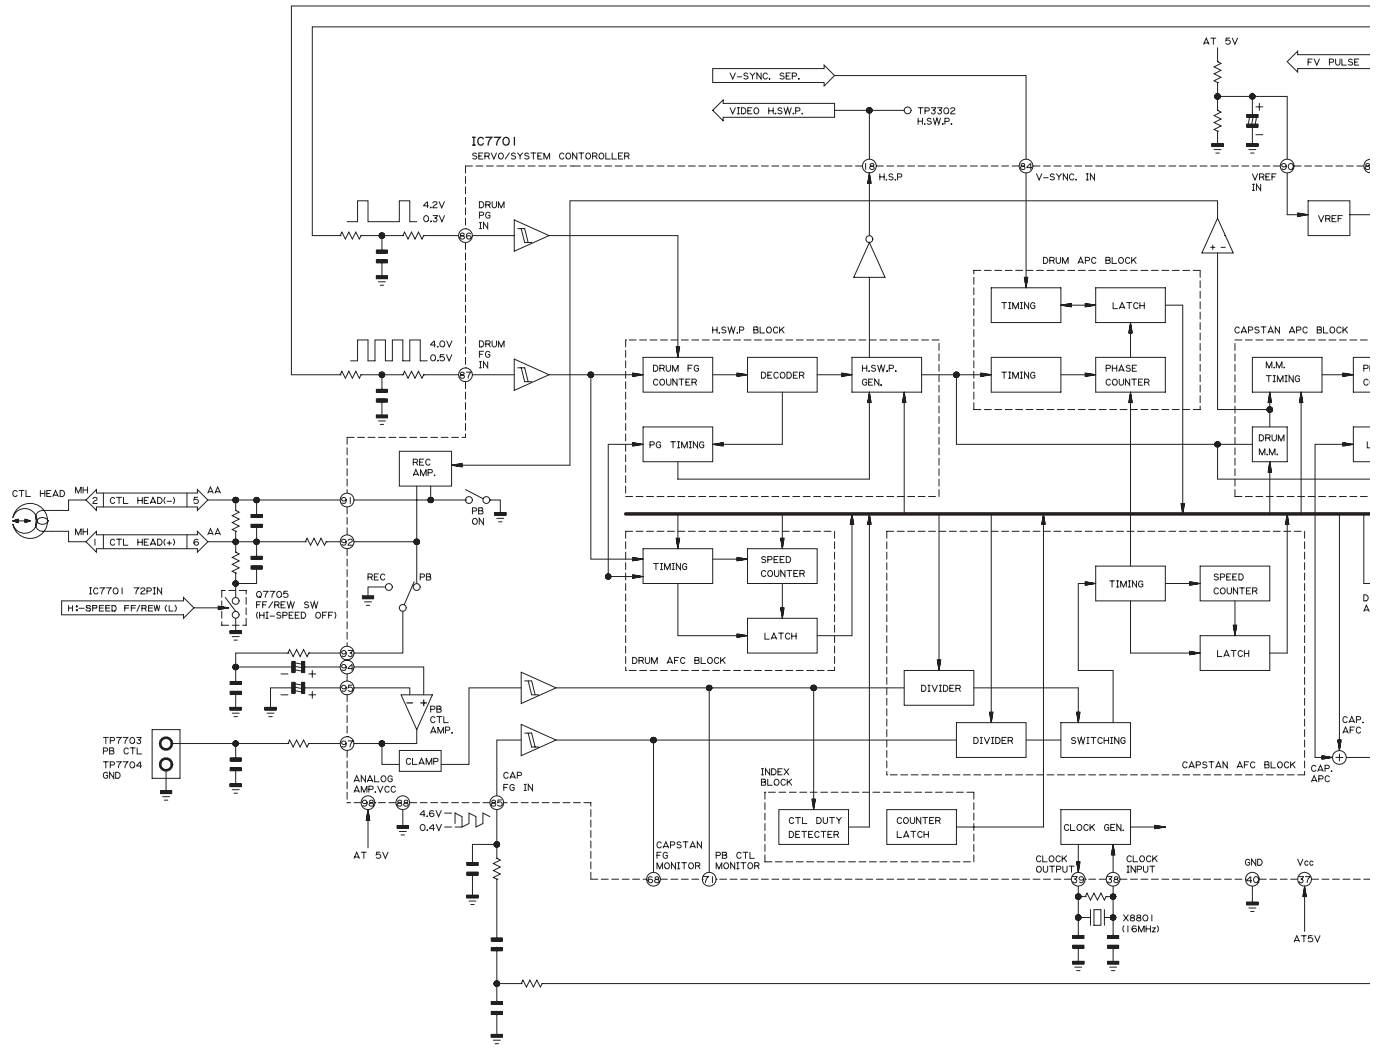 AT 5V
FV PULSE
V-SYNC. SEP.
VIDEO H.SW.P.
TP3302
H.SW.P.
IC7701
SERVO/SYSTEM CONTOROLLER
18
H.S.P
84
V-SYNC. IN
90
VREF
IN
VREF
4.2V
0.3V
DRUM
PG
IN
86
+
-
+ -
DRUM APC BLOCK
TIMING
LATCH
H.SW.P BLOCK
CAPSTAN APC BLOCK
4.0V
0.5V
DRUM
FG
IN
87
DRUM FG
COUNTER
DECODER
H.SW.P.
GEN.
TIMING
PHASE
COUNTER
M.M.
TIMING
PG TIMING
DRUM
M.M.
REC
AMP.
CTL HEAD
MH
2
CTL HEAD(-)
5
AA
91
PB
ON
MH
1
CTL HEAD(+)
6
AA
92
TIMING
SPEED
COUNTER
TIMING
SPEED
COUNTER
REC
PB
IC7701 72PIN
HI-SPEED FF/REW (L)
Q7705
FF/REW SW
(HI-SPEED OFF)
LATCH
LATCH
DRUM AFC BLOCK
93
94
- +
95
- +
- +
PB
CTL
AMP.
DIVIDER
DIVIDER
SWITCHING
CAP.
AFC
CAP.
APC
CAPSTAN AFC BLOCK
TP7703
PB CTL
TP7704
GND
97
CLAMP
ANALOG
AMP.VCC
98
88
CAP
FG IN
85
4.6V
0.4V
AT 5V
INDEX
BLOCK
CTL DUTY
DETECTER
COUNTER
LATCH
CLOCK GEN.
CAPSTAN
FG
MONITOR
68
PB CTL
MONITOR
71
CLOCK
OUTPUT
39
CLOCK
INPUT
38
GND
40
Vcc
37
X8801
(16MHz)
AT5V